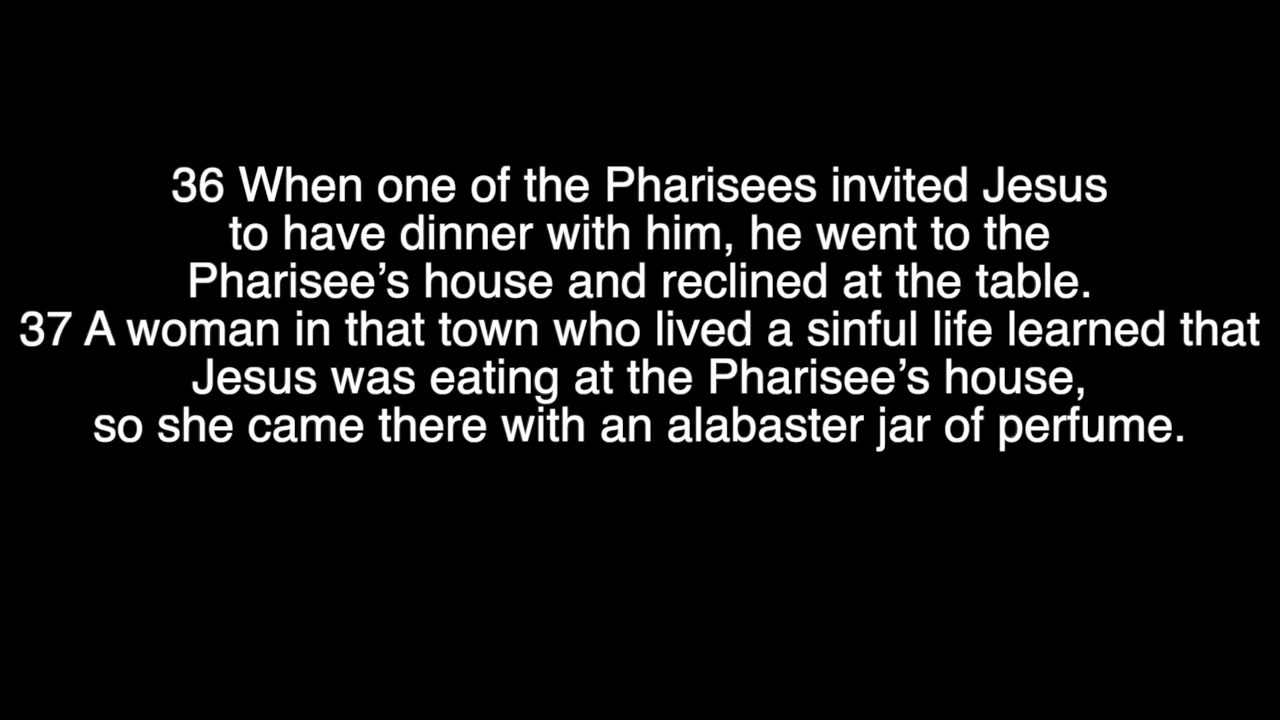 36 When one of the Pharisees invited Jesus
to have dinner with him, he went to the
Pharisee’s house and reclined at the table.
37 A woman in that town who lived a sinful life learned that
Jesus was eating at the Pharisee’s house,
so she came there with an alabaster jar of perfume.